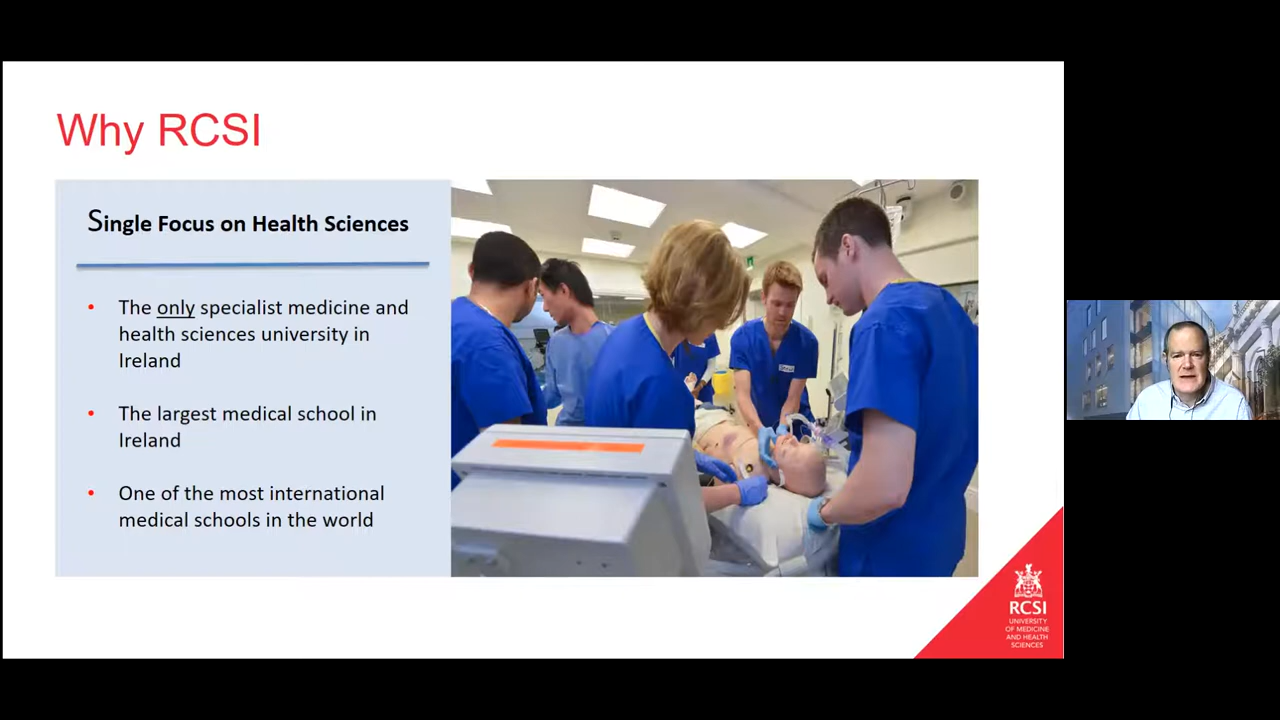 Why RCSI
Single Focus on Health Sciences
• The only specialist medicine and
health sciences university in
Ireland
• The largest medical school in
Ireland
• One of the most international
medical schools in the world
RCSI
UNIVERSITY
OF MEDICINE
AND HEALTH
SCIENCES